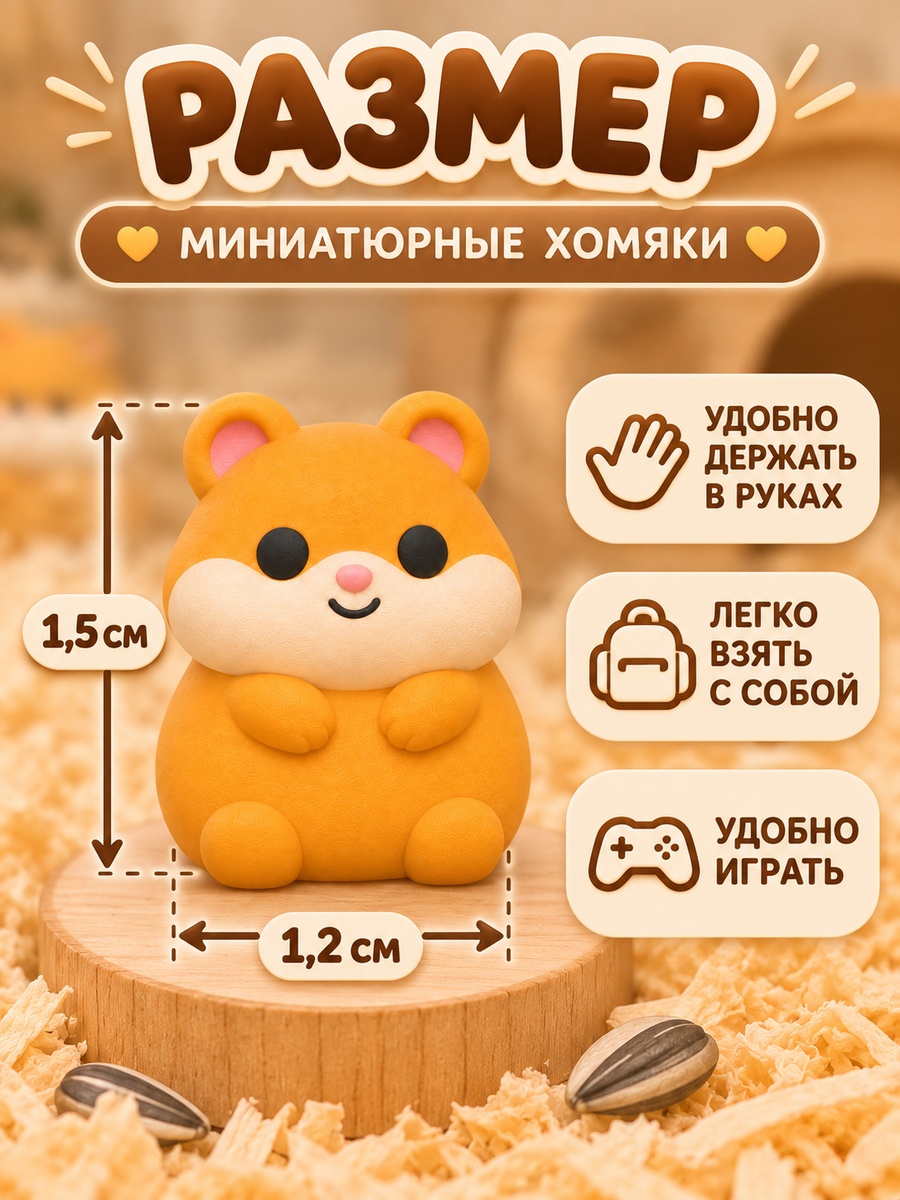 РАЗМЕР
МИНИАТЮРНЫЕ ХОМЯКИ
УДОБНО
ДЕРЖАТЬ
В РУКАХ
1,5 см
ЛЕГКО
ВЗЯТЬ
С СОБОЙ
УДОБНО
ИГРАТЬ
1,2 см